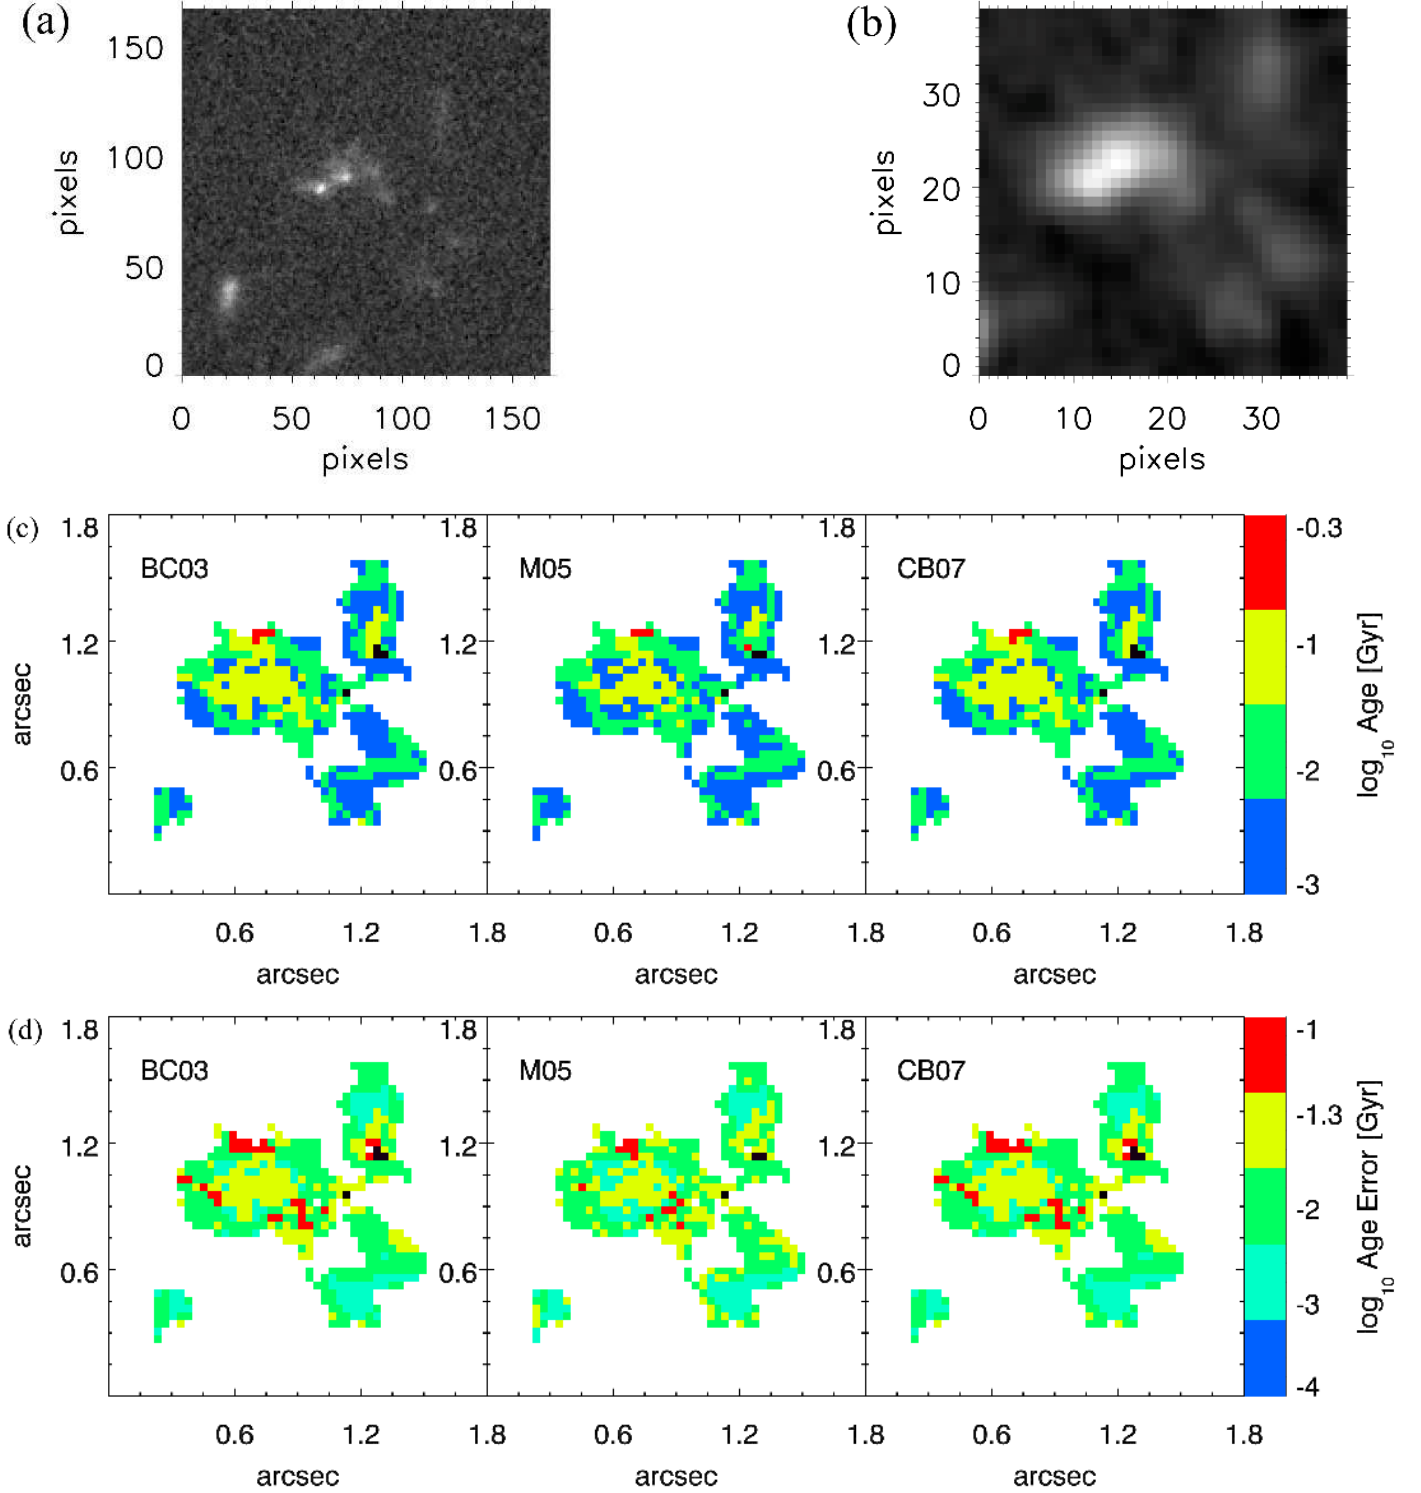 (a)
150
100
50
0
pixels
0 50 100 150
pixels
(b)
30
20
10
0
pixels
0 10 20 30
pixels
(c)
1.8 1.8 1.8
BC03 M05 CB07
1.2 1.2 1.2
0.6 0.6 0.6
arcsec
0.6 1.2 1.8 0.6 1.2 1.8 0.6 1.2 1.8
arcsec arcsec arcsec
-0.3
-1
-2
-3
log10 Age [Gyr]
(d)
1.8 1.8 1.8
BC03 M05 CB07
1.2 1.2 1.2
0.6 0.6 0.6
arcsec
0.6 1.2 1.8 0.6 1.2 1.8 0.6 1.2 1.8
arcsec arcsec arcsec
-1
-1.3
-2
-3
-4
log10 Age Error [Gyr]